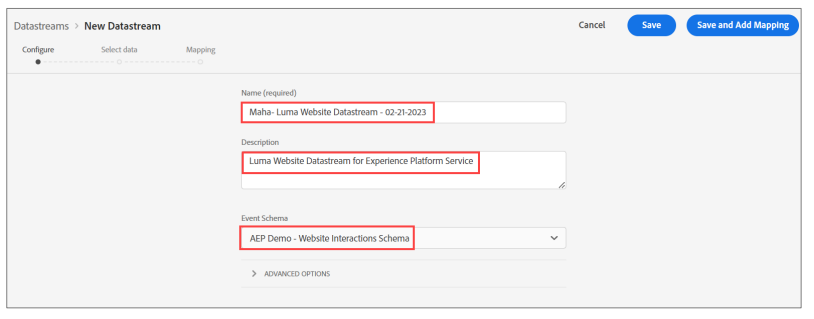 Datastreams > New Datastream
Cancel
Save
Save and Add Mapping
Configure
Select data
Mapping
Name (required)
Maha- Luma Website Datastream - 02-21-2023
Description
Luma Website Datastream for Experience Platform Service
Event Schema
AEP Demo - Website Interactions Schema
> ADVANCED OPTIONS